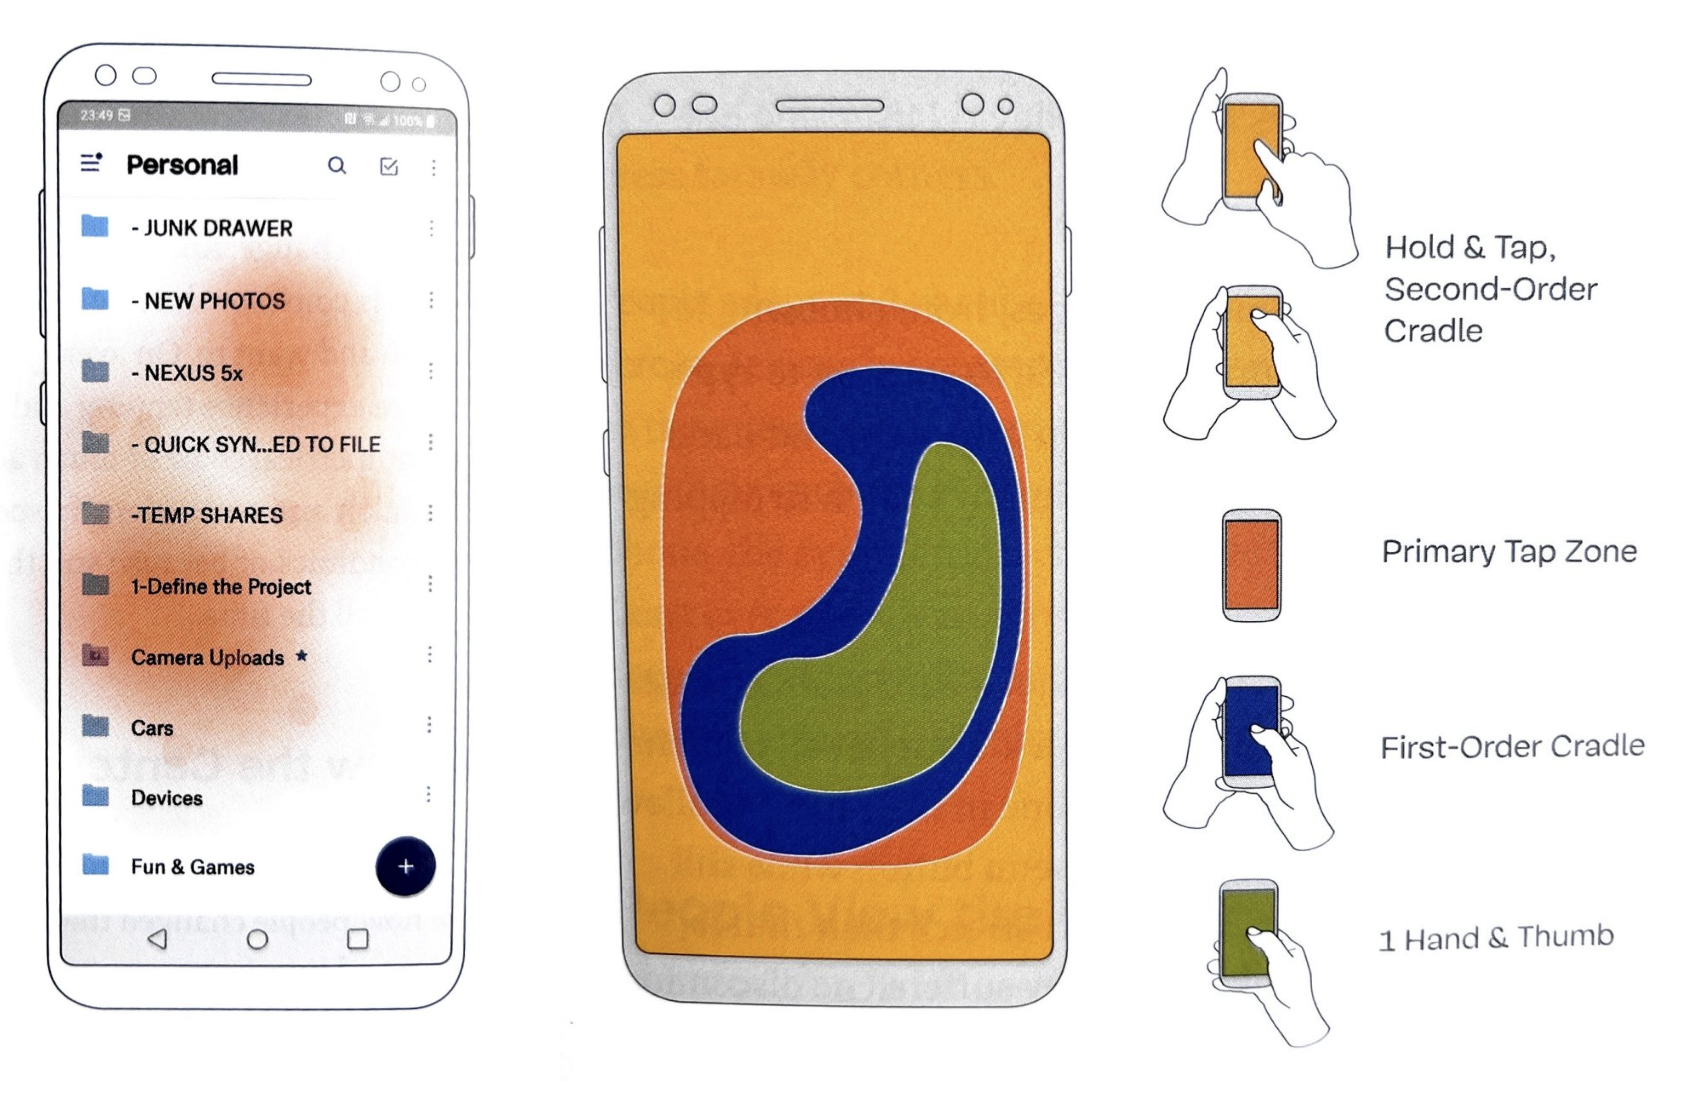 23:49 100%
Personal
- JUNK DRAWER
- NEW PHOTOS
- NEXUS 5x
- QUICK SYN...ED TO FILE
-TEMP SHARES
1-Define the Project
Camera Uploads ★
Cars
Devices
Fun & Games
+
Hold & Tap,
Second-Order
Cradle
Primary Tap Zone
First-Order Cradle
1 Hand & Thumb